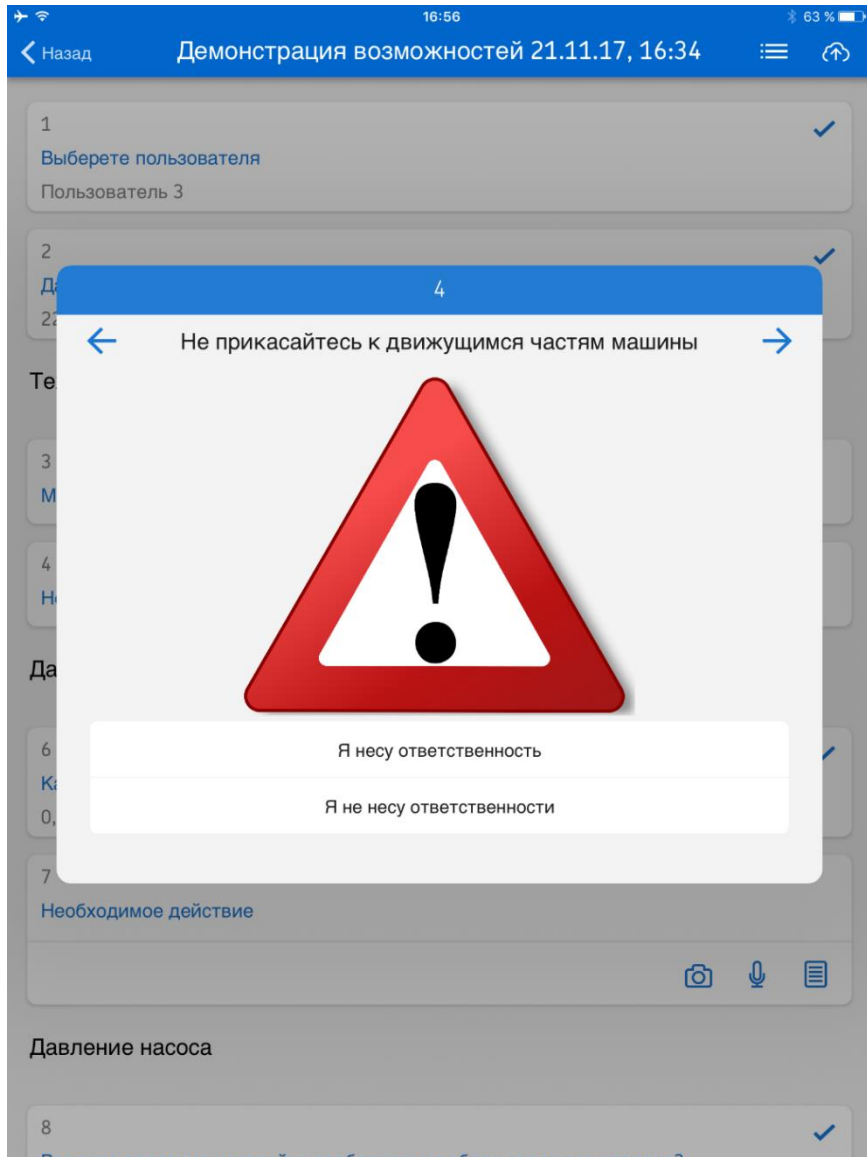 16:56
63 %
Назад
Демонстрация возможностей 21.11.17, 16:34
1
Выберете пользователя
Пользователь 3
2
4
Не прикасайтесь к движущимся частям машины
3
4
Я несу ответственность
Я не несу ответственности
6
0,
7
Необходимое действие
Давление насоса
8